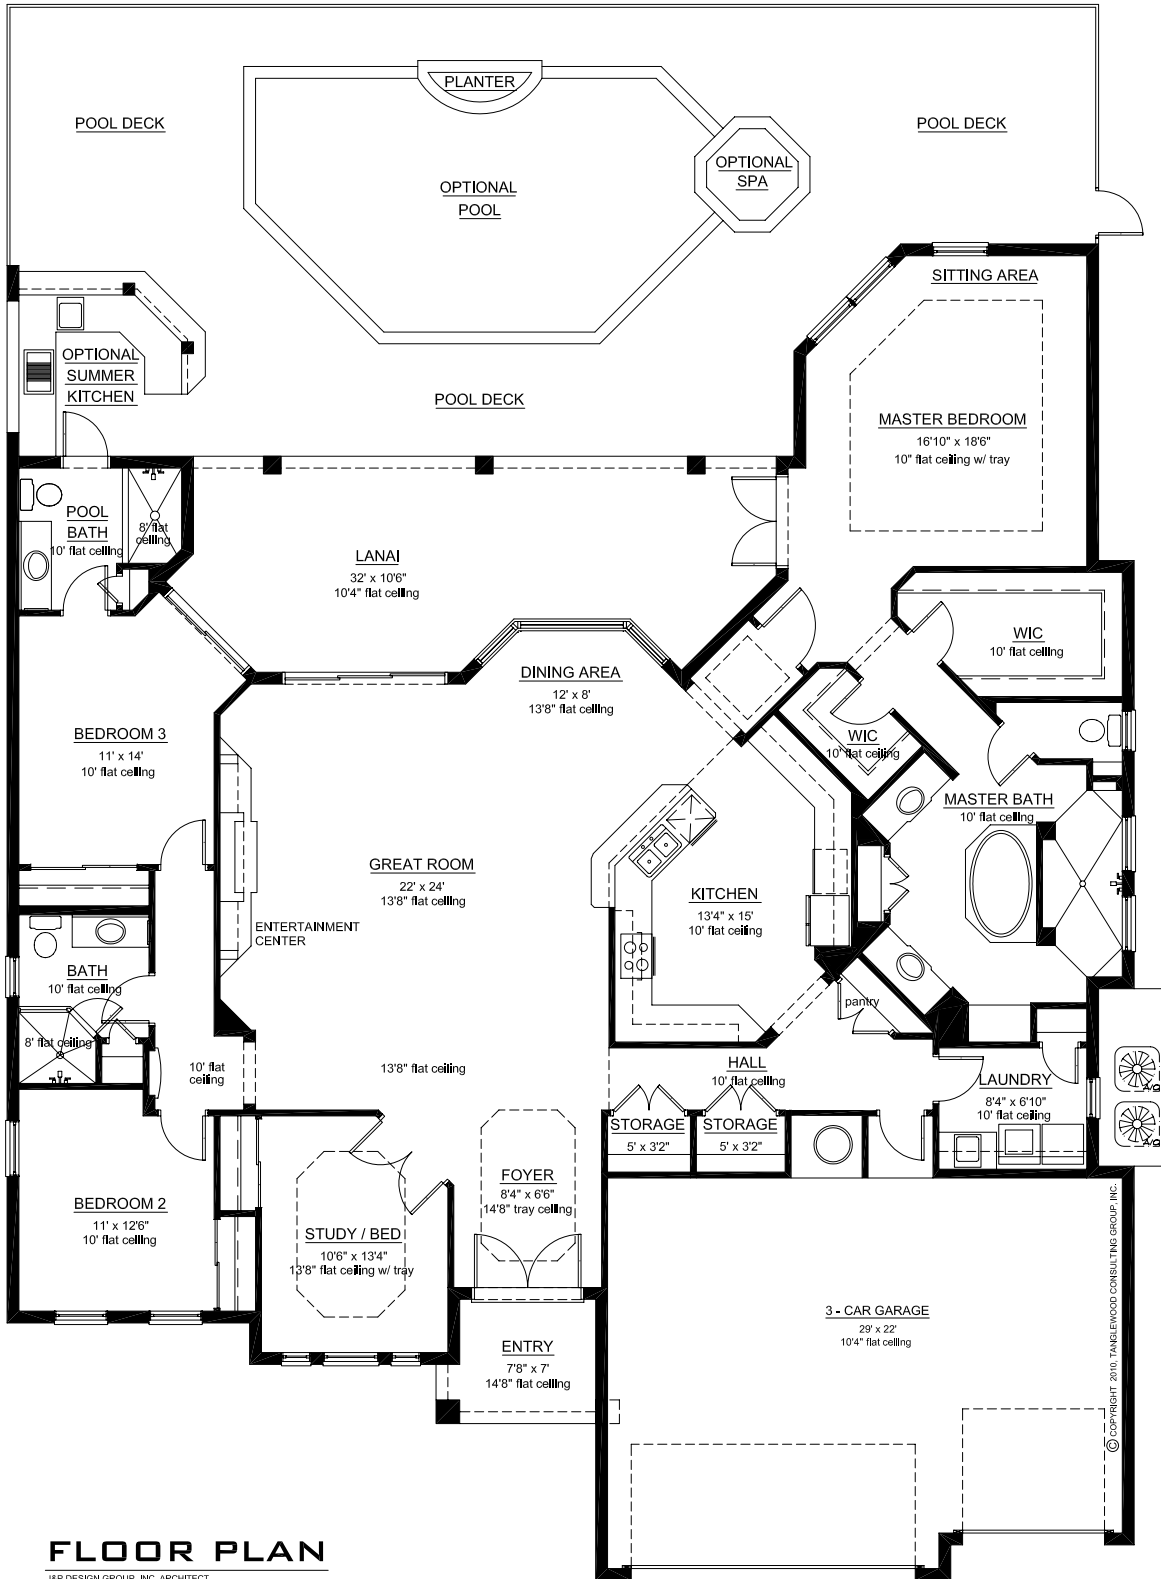 PLANTER
POOL DECK
POOL DECK
OPTIONAL
SPA
OPTIONAL
POOL
SITTING AREA
OPTIONAL
SUMMER
KITCHEN
POOL DECK
MASTER BEDROOM
16'10" x 18'6"
10" flat ceiling w/ tray
POOL
BATH
10' flat ceiling
8' flat
ceiling
LANAI
32' x 10'6"
10'4" flat ceiling
WIC
10' flat ceiling
DINING AREA
12' x 8'
13'8" flat ceiling
BEDROOM 3
11' x 14'
10' flat ceiling
WIC
10' flat ceiling
MASTER BATH
10' flat ceiling
GREAT ROOM
22' x 24'
13'8" flat ceiling
KITCHEN
13'4" x 15'
10' flat ceiling
ENTERTAINMENT
CENTER
BATH
10' flat ceiling
pantry
8' flat ceiling
10' flat
ceiling
13'8" flat ceiling
HALL
10' flat ceiling
LAUNDRY
8'4" x 6'10"
10' flat ceiling
A/C
A/C
STORAGE
5' x 3'2"
STORAGE
5' x 3'2"
FOYER
8'4" x 6'6"
14'8" tray ceiling
BEDROOM 2
11' x 12'6"
10' flat ceiling
STUDY / BED
10'6" x 13'4"
13'8" flat ceiling w/ tray
3 - CAR GARAGE
29' x 22'
10'4" flat ceiling
ENTRY
7'8" x 7'
14'8" flat ceiling
© COPYRIGHT 2010, TANGLEWOOD CONSULTING GROUP, INC.
FLOOR PLAN
J&P DESIGN GROUP, INC. ARCHITECT